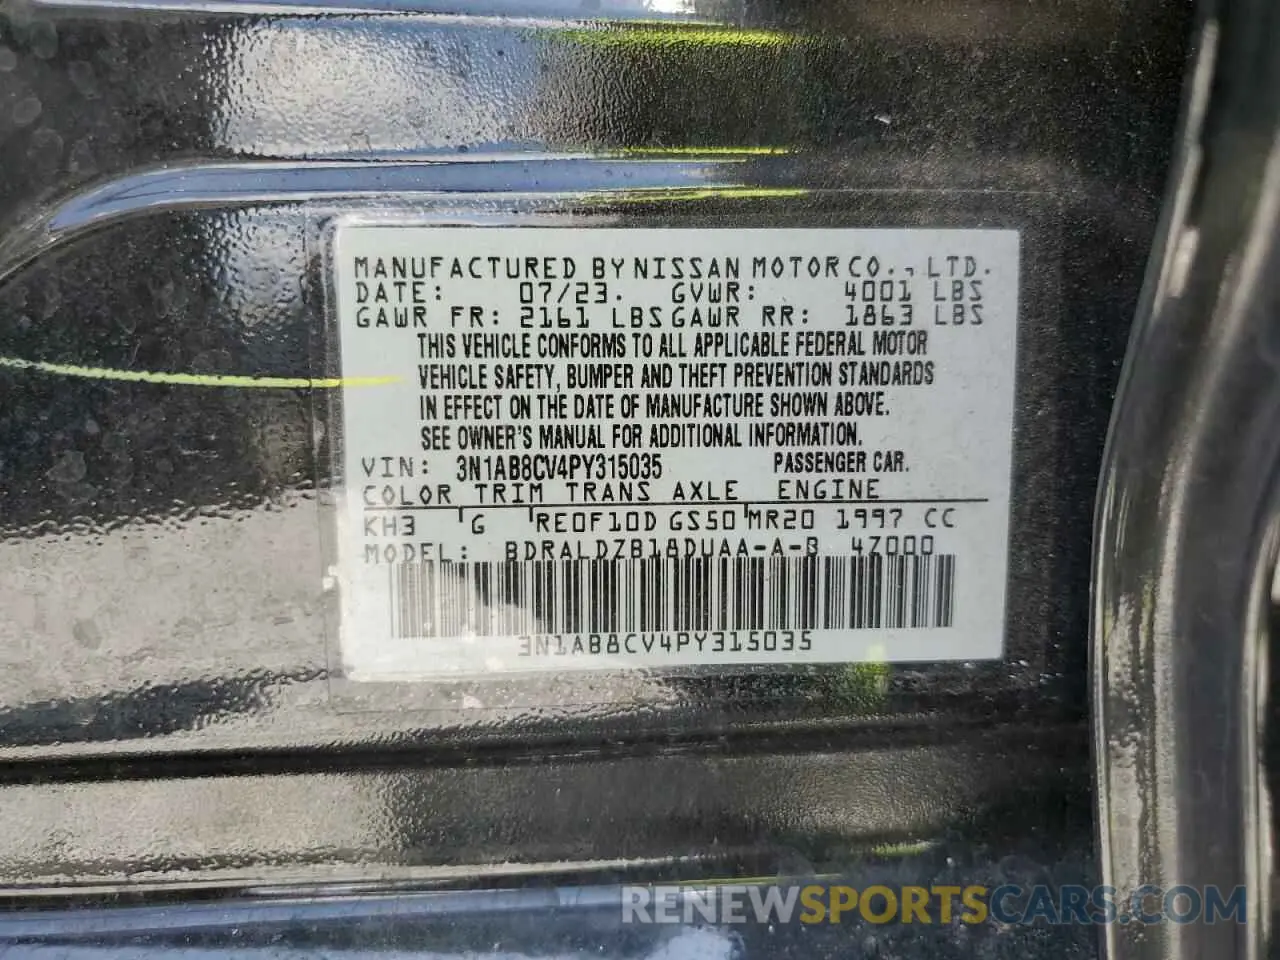 MANUFACTURED BY NISSAN MOTOR CO., LTD.
DATE: 07/23. GVWR: 4001 LBS
GAWR FR: 2161 LBS GAWR RR: 1863 LBS
THIS VEHICLE CONFORMS TO ALL APPLICABLE FEDERAL MOTOR
VEHICLE SAFETY, BUMPER AND THEFT PREVENTION STANDARDS
IN EFFECT ON THE DATE OF MANUFACTURE SHOWN ABOVE.
SEE OWNER'S MANUAL FOR ADDITIONAL INFORMATION.
VIN: 3N1AB8CV4PY315035 PASSENGER CAR.
COLOR TRIM TRANS AXLE ENGINE
KH3 G RE0F10D GS50 MR20 1997 CC
MODEL: BDRALDZB18DUAA-A-B 4Z000
3N1AB8CV4PY315035
RENEWSPORTSCARS.COM